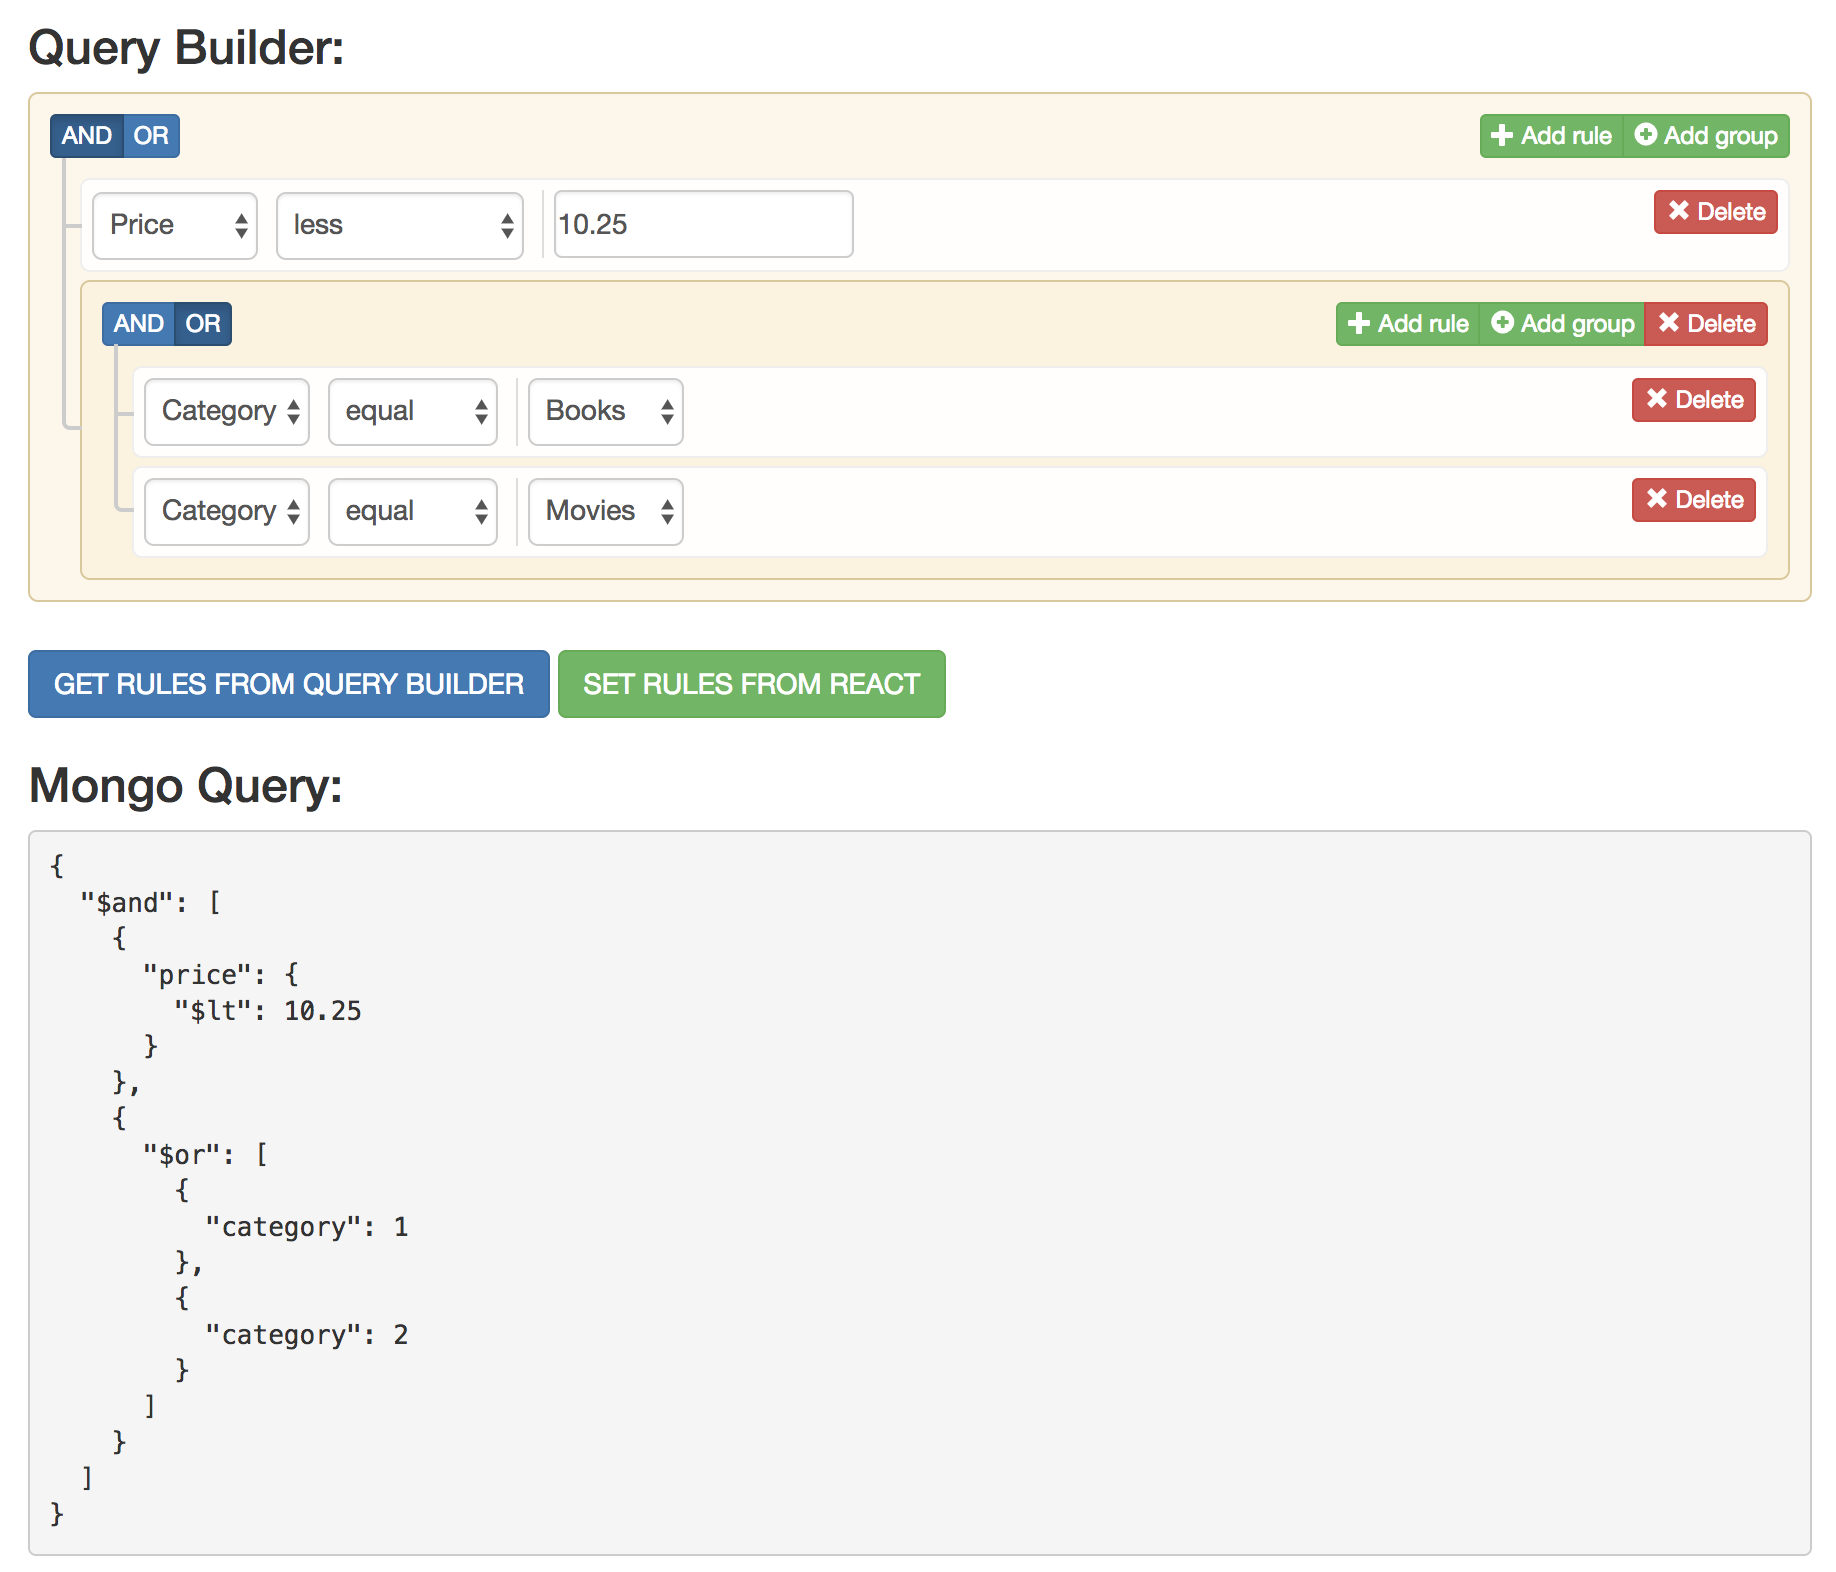 Query Builder:
AND OR Add rule Add group
Price less 10.25 Delete
AND OR Add rule Add group Delete
Category equal Books Delete
Category equal Movies Delete
GET RULES FROM QUERY BUILDER SET RULES FROM REACT
Mongo Query:
{
  "$and": [
    {
      "price": {
        "$lt": 10.25
      }
    },
    {
      "$or": [
        {
          "category": 1
        },
        {
          "category": 2
        }
      ]
    }
  ]
}